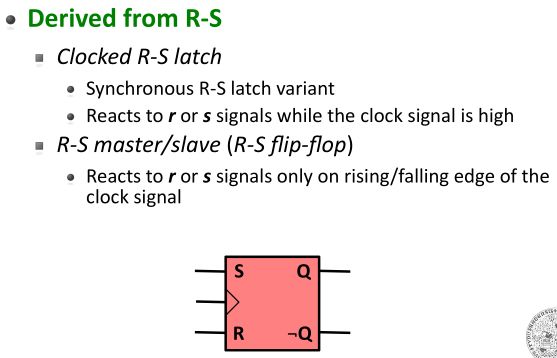 Derived from R-S
Clocked R-S latch
Synchronous R-S latch variant
Reacts to r or s signals while the clock signal is high
R-S master/slave (R-S flip-flop)
Reacts to r or s signals only on rising/falling edge of the
clock signal
S Q
R ¬Q